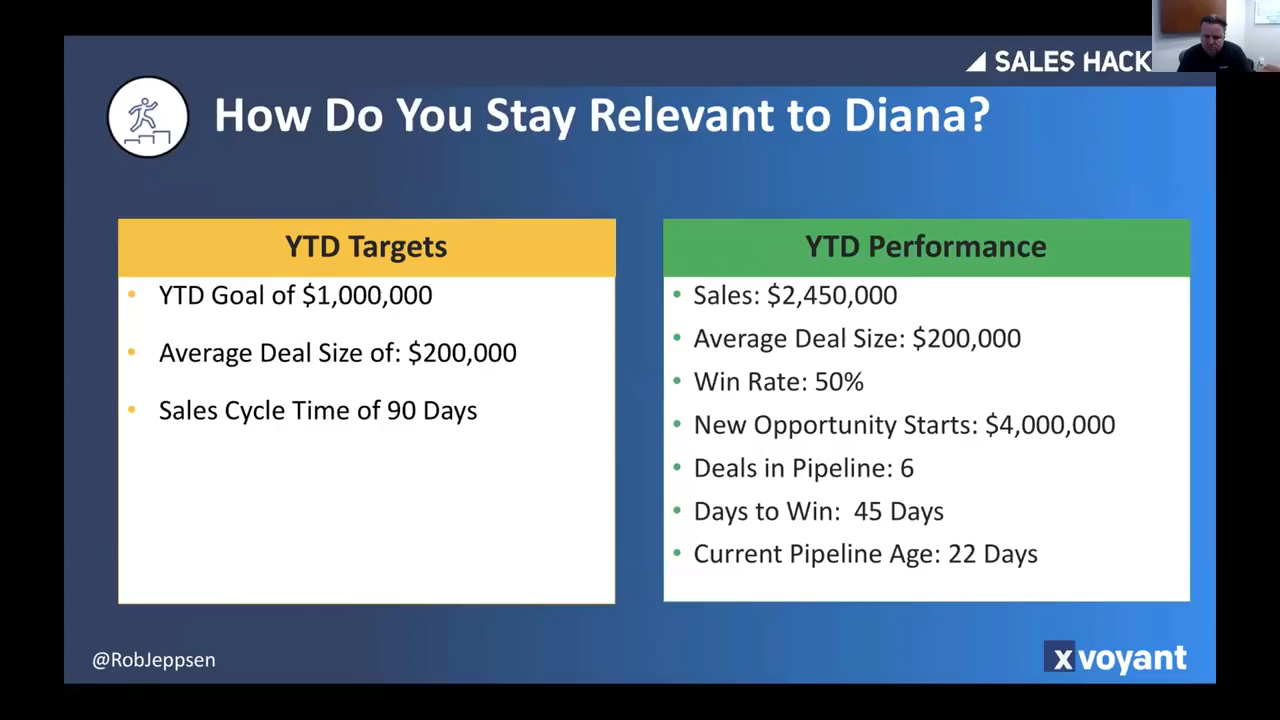 SALES HACK
How Do You Stay Relevant to Diana?
YTD Targets
• YTD Goal of $1,000,000
• Average Deal Size of: $200,000
• Sales Cycle Time of 90 Days
YTD Performance
• Sales: $2,450,000
• Average Deal Size: $200,000
• Win Rate: 50%
• New Opportunity Starts: $4,000,000
• Deals in Pipeline: 6
• Days to Win: 45 Days
• Current Pipeline Age: 22 Days
@RobJeppsen
xvoyant